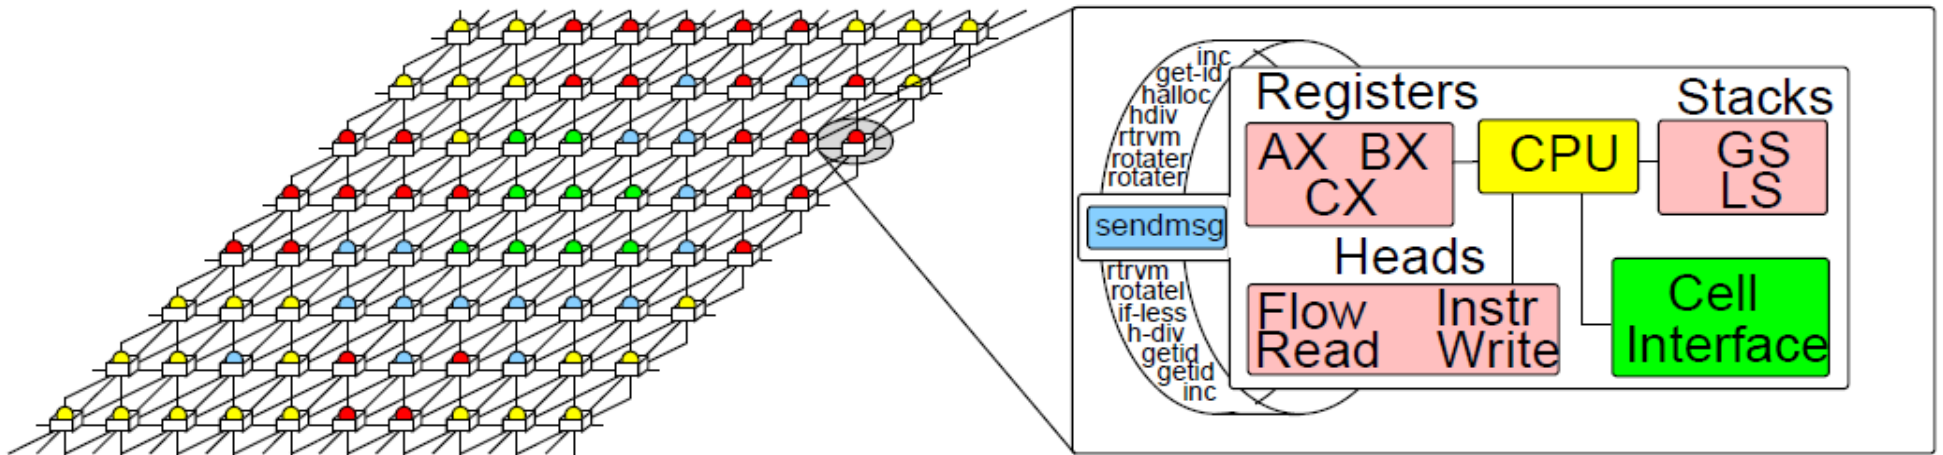 inc
get-id
halloc
hdiv
rtrvm
rotater
rotater
sendmsg
rtrvm
rotatel
if-less
h-div
getid
getid
inc
Registers
AX BX
CX
CPU
Stacks
GS
LS
Heads
Flow Instr
Read Write
Cell
Interface